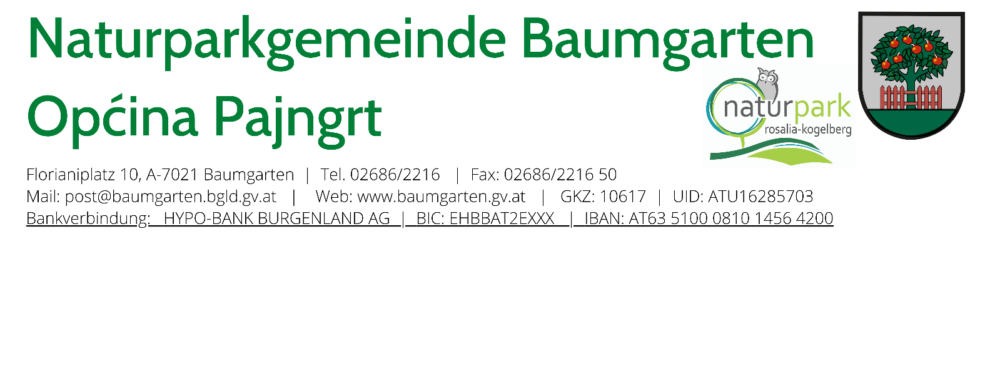 Naturparkgemeinde Baumgarten
Općina Pajngrt
naturpark
rosalia-kogelberg
Florianiplatz 10, A-7021 Baumgarten | Tel. 02686/2216 | Fax: 02686/2216 50
Mail: post@baumgarten.bgld.gv.at | Web: www.baumgarten.gv.at | GKZ: 10617 | UID: ATU16285703
Bankverbindung: HYPO-BANK BURGENLAND AG | BIC: EHBBAT2EXXX | IBAN: AT63 5100 0810 1456 4200